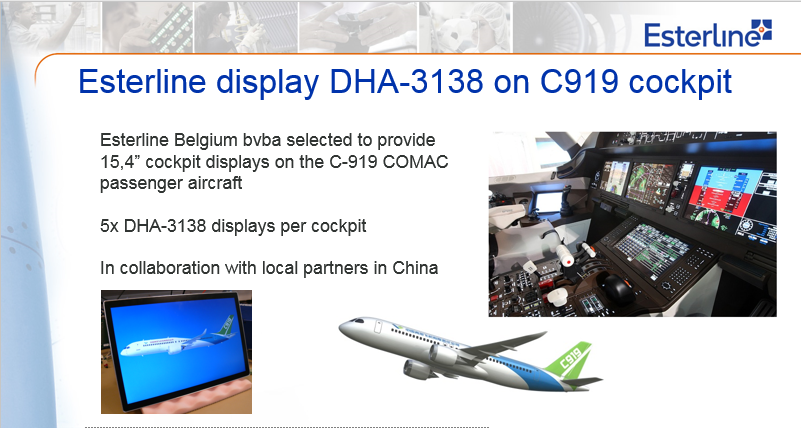 Esterline
Esterline display DHA-3138 on C919 cockpit
Esterline Belgium bvba selected to provide
15,4” cockpit displays on the C-919 COMAC
passenger aircraft
5x DHA-3138 displays per cockpit
In collaboration with local partners in China
C919
C919